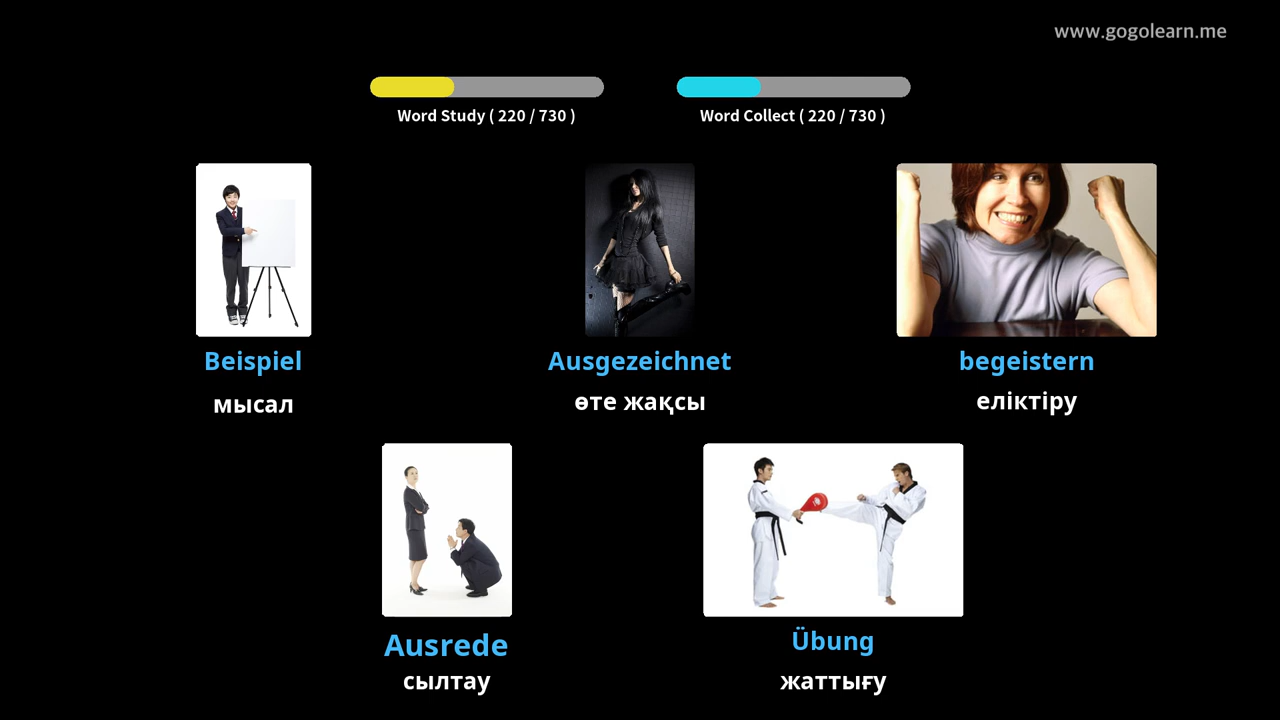 www.gogolearn.me
Word Study ( 220 / 730 )
Word Collect ( 220 / 730 )
Beispiel
Ausgezeichnet
begeistern
мысал
өте жақсы
еліктіру
Ausrede
Übung
сылтау
жаттығу